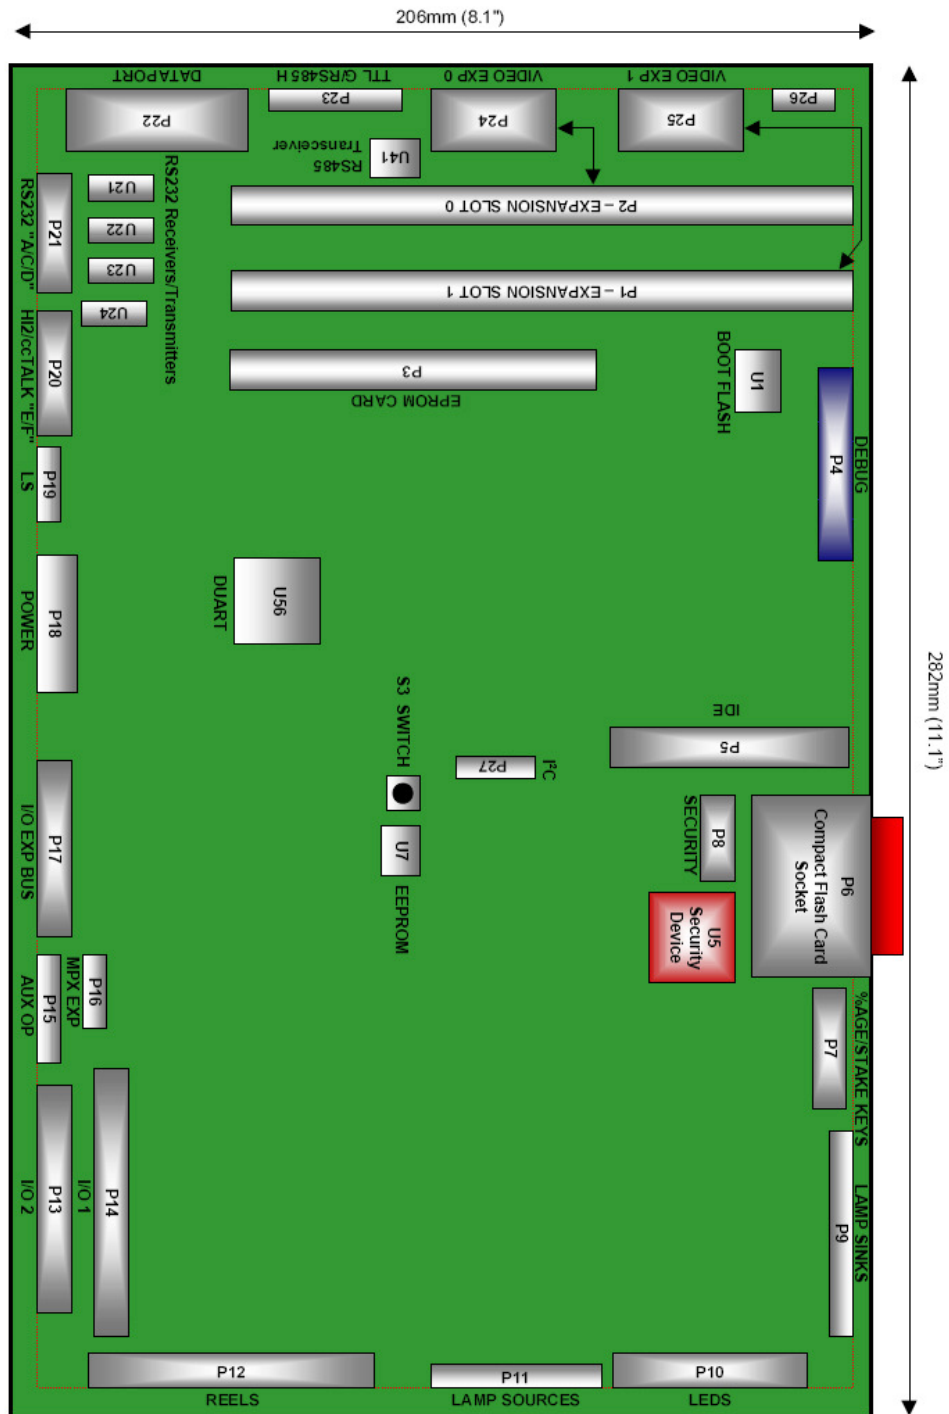 206mm (8.1")
DATAPORT
TTL G/RS485 H
VIDEO EXP 0
VIDEO EXP 1
P22
P23
P24
P25
P26
RS485
Transceiver
U41
RS232 "A/C/D"
P21
U21
U22
U23
U24
RS232 Receivers/Transmitters
P2 – EXPANSION SLOT 0
P1 – EXPANSION SLOT 1
HI2/ccTALK "E/F"
P20
P3
EPROM CARD
BOOT FLASH
U1
P4
DEBUG
LS
P19
POWER
P18
DUART
U56
282mm (11.1")
S3 SWITCH
I²C
P27
IDE
P5
I/O EXP BUS
P17
U7
EEPROM
SECURITY
P8
P6
Compact Flash Card
Socket
U5
Security
Device
AUX OP
P15
MPX EXP
P16
P7
%AGE/STAKE KEYS
I/O 2
P13
I/O 1
P14
P9
LAMP SINKS
P12
REELS
P11
LAMP SOURCES
P10
LEDS